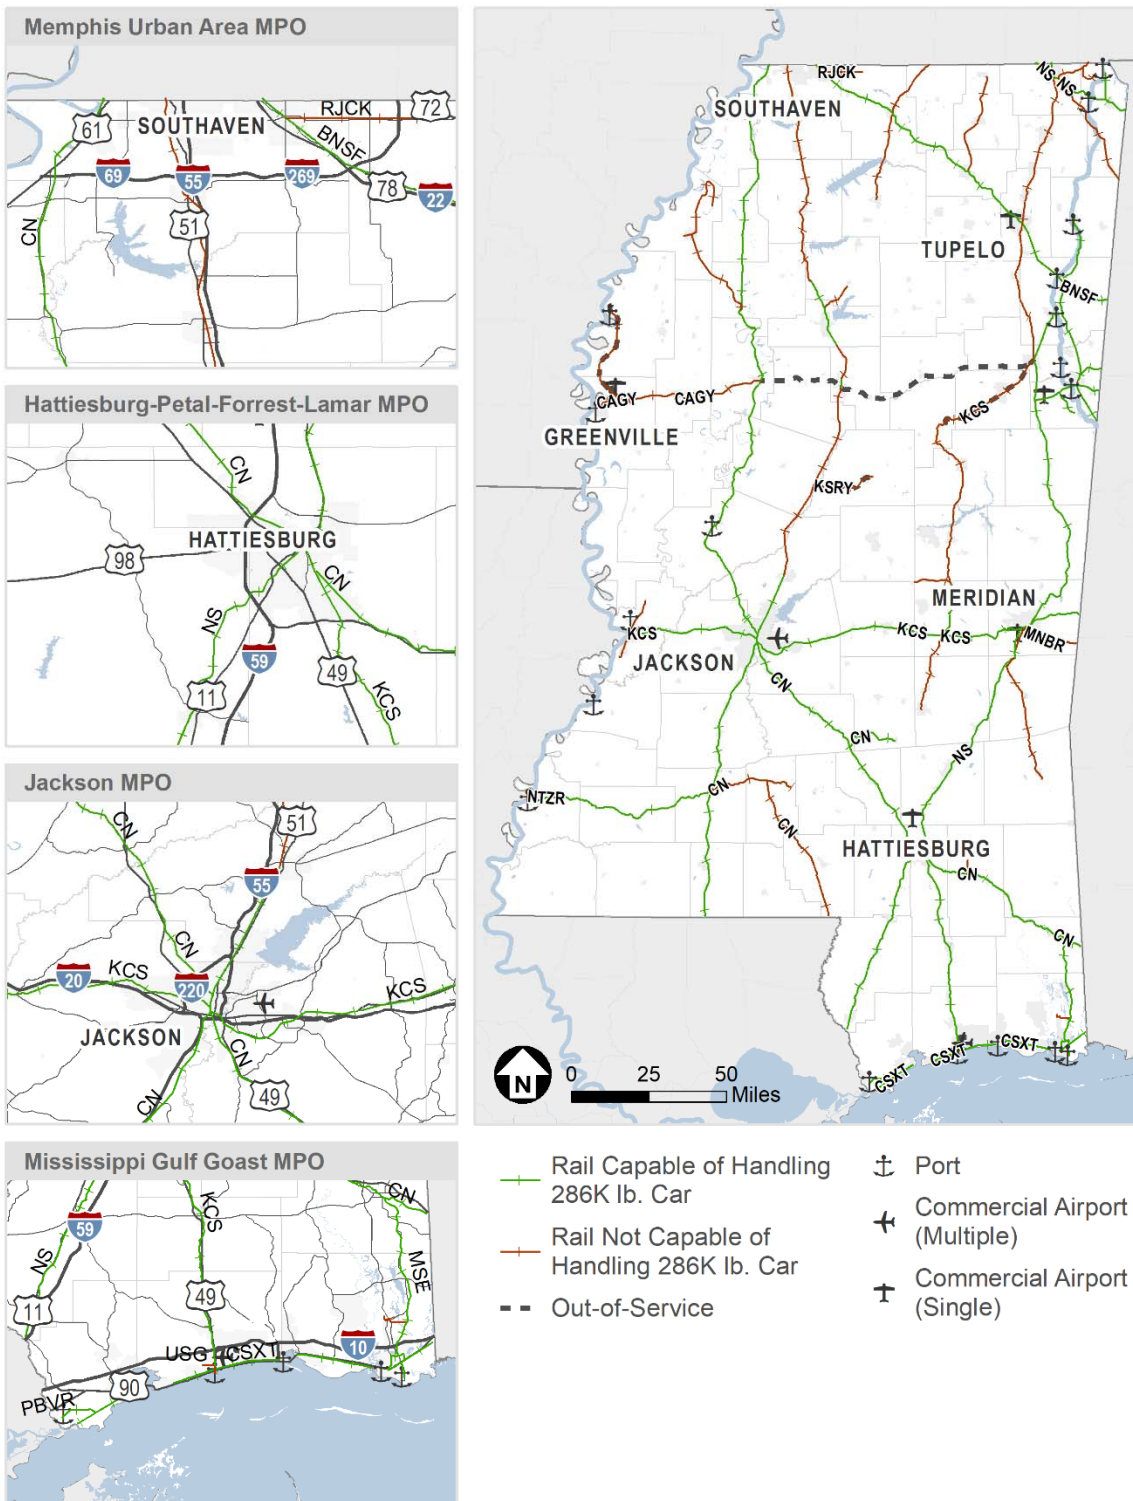 Memphis Urban Area MPO
RJCK
72
61
SOUTHAVEN
BNSF
69
55
269
78
22
CN
51
Hattiesburg-Petal-Forrest-Lamar MPO
CN
HATTIESBURG
98
CN
NS
59
49
11
KCS
Jackson MPO
CN
51
55
CN
KCS
20
220
KCS
JACKSON
CN
CN
49
Mississippi Gulf Goast MPO
CN
KCS
59
NS
MSE
49
11
USG
CSXT
10
90
PBVR
RJCK
NS
NS
SOUTHAVEN
TUPELO
BNSF
CAGY
CAGY
KCS
GREENVILLE
KSRY
MERIDIAN
KCS
KCS
KCS
MNBR
JACKSON
CN
CN
NS
NTZR
CN
CN
HATTIESBURG
CN
CN
CSXT
CSXT
CSXT
N
0 25 50
Miles
Rail Capable of Handling
286K lb. Car
Rail Not Capable of
Handling 286K lb. Car
Out-of-Service
Port
Commercial Airport
(Multiple)
Commercial Airport
(Single)